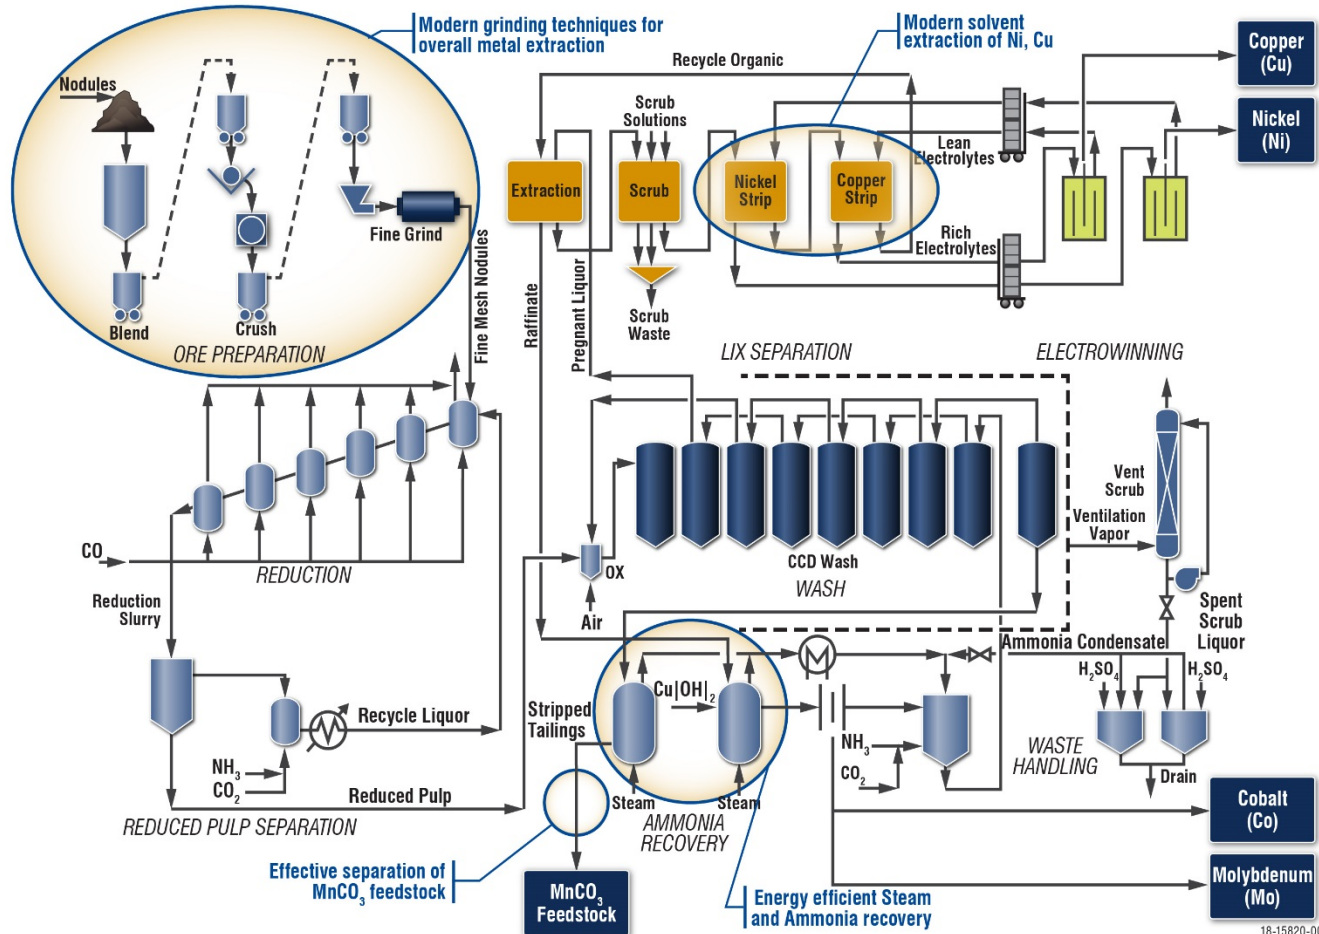 Modern grinding techniques for
overall metal extraction
Nodules
Fine Grind
Blend
Crush
ORE PREPARATION
Fine Mesh Nodules
Modern solvent
extraction of Ni, Cu
Recycle Organic
Scrub
Solutions
Extraction
Scrub
Nickel
Strip
Copper
Strip
Lean
Electrolytes
Rich
Electrolytes
Scrub
Waste
Raffinate
Pregnant Liquor
LIX SEPARATION
ELECTROWINNING
Copper
(Cu)
Nickel
(Ni)
CO
REDUCTION
Reduction
Slurry
Recycle Liquor
NH3
CO2
Reduced Pulp
REDUCED PULP SEPARATION
OX
Air
CCD Wash
WASH
Vent
Scrub
Ventilation
Vapor
Spent
Scrub
Liquor
Ammonia Condensate
H2SO4
H2SO4
WASTE
HANDLING
Drain
Stripped
Tailings
Cu|OH|2
Steam
Steam
AMMONIA
RECOVERY
NH3
CO2
Effective separation of
MnCO3 feedstock
MnCO3
Feedstock
Energy efficient Steam
and Ammonia recovery
Cobalt
(Co)
Molybdenum
(Mo)